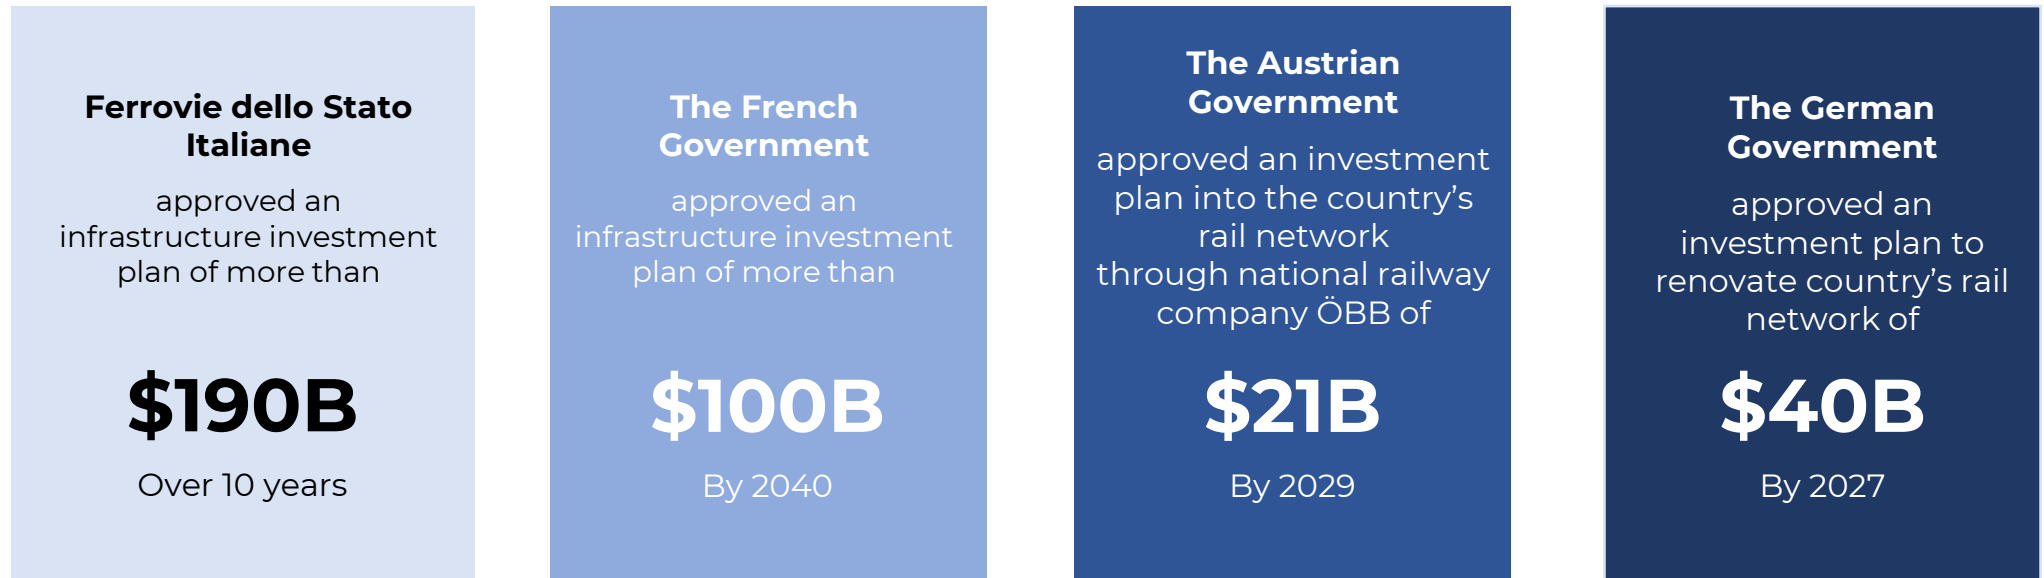 Ferrovie dello Stato
Italiane
approved an
infrastructure investment
plan of more than
$190B
Over 10 years
The French
Government
approved an
infrastructure investment
plan of more than
$100B
By 2040
The Austrian
Government
approved an investment
plan into the country’s
rail network
through national railway
company ÖBB of
$21B
By 2029
The German
Government
approved an
investment plan to
renovate country’s rail
network of
$40B
By 2027